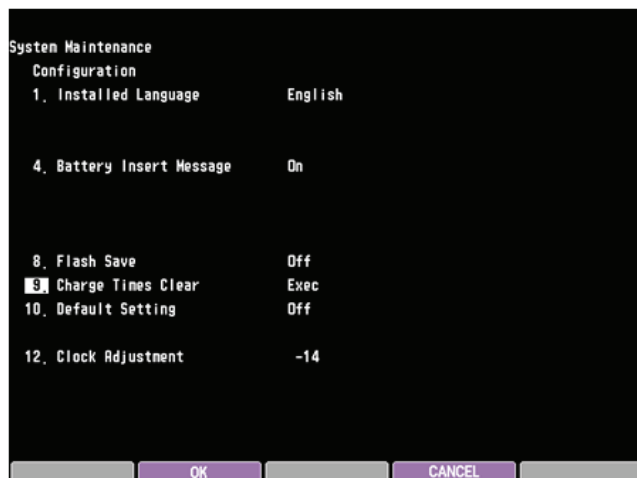 System Maintenance
Configuration
1. Installed Language English
4. Battery Insert Message On
8. Flash Save Off
9. Charge Times Clear Exec
10. Default Setting Off
12. Clock Adjustment -14
OK CANCEL